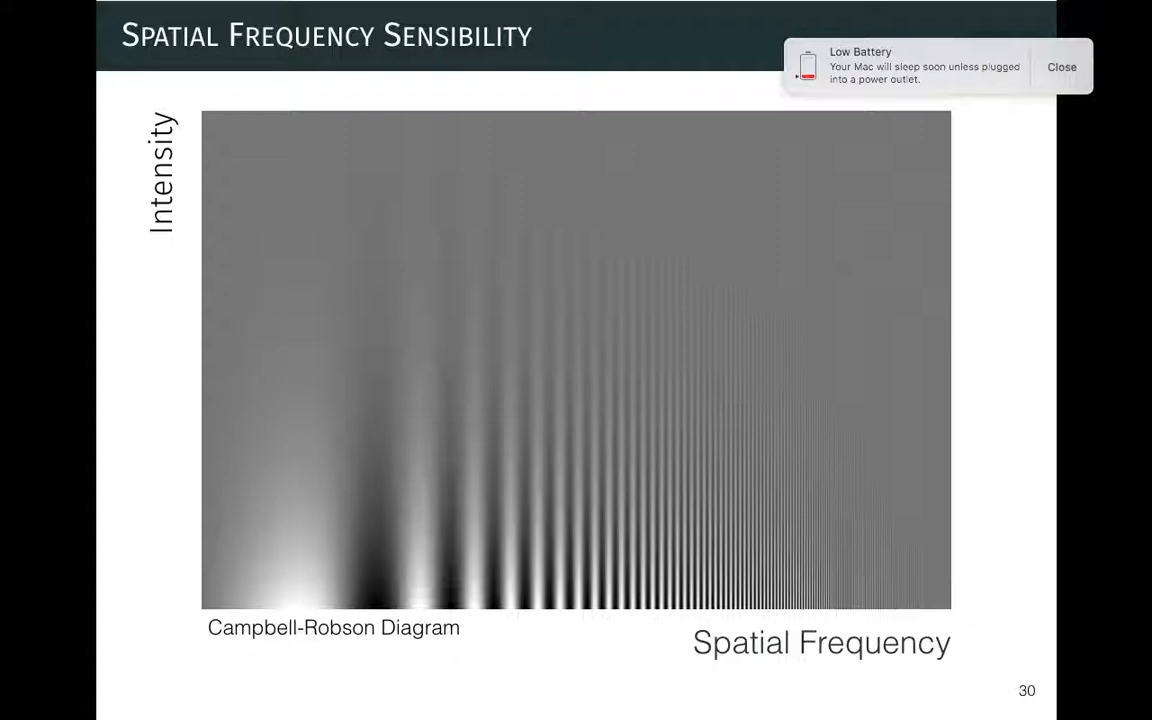 SPATIAL FREQUENCY SENSIBILITY
Low Battery
Your Mac will sleep soon unless plugged
into a power outlet.
Close
Intensity
Campbell-Robson Diagram
Spatial Frequency
30